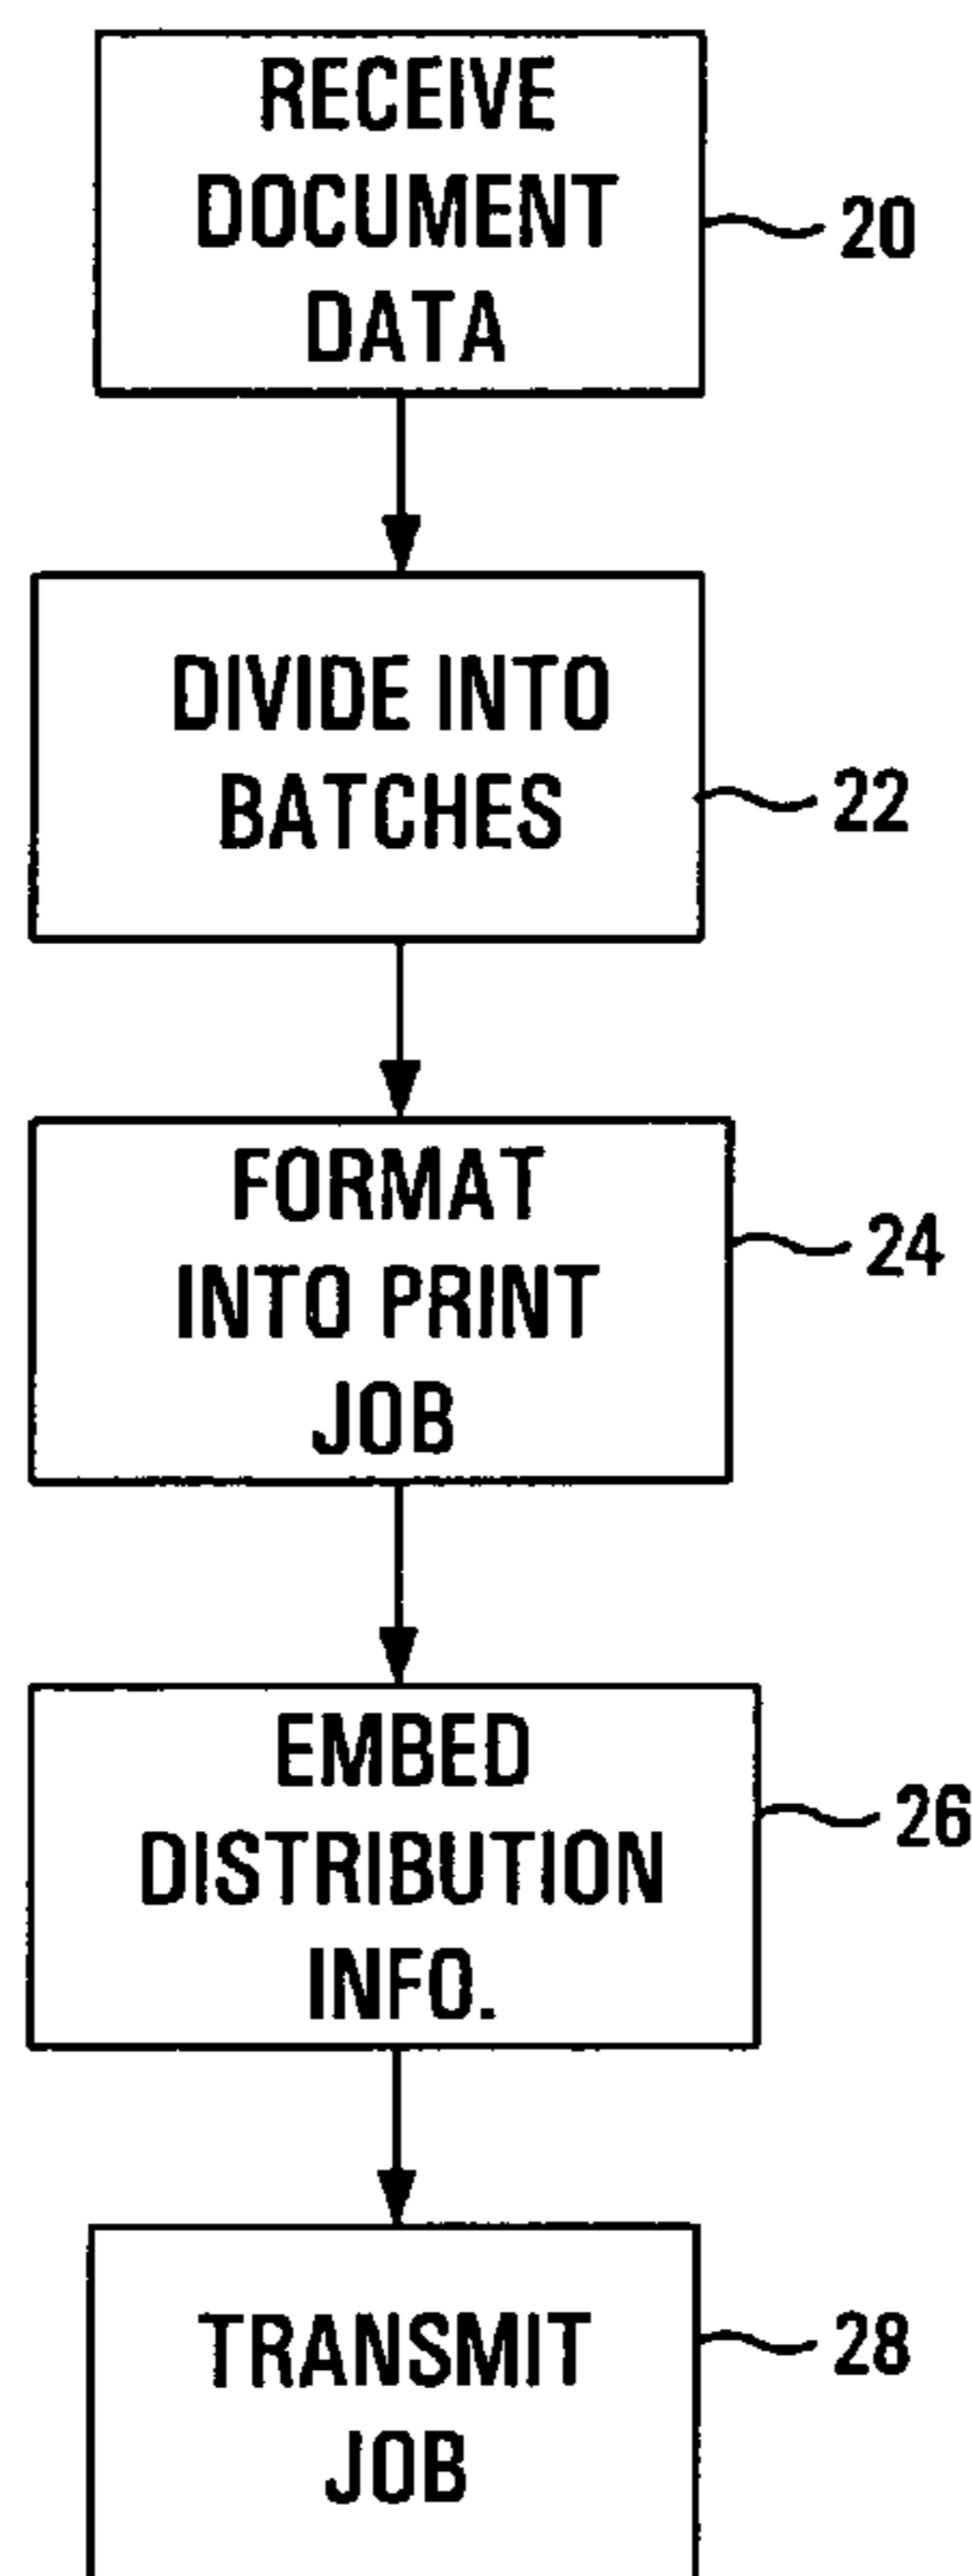 RECEIVE
DOCUMENT
DATA
20
DIVIDE INTO
BATCHES
22
FORMAT
INTO PRINT
JOB
24
EMBED
DISTRIBUTION
INFO.
26
TRANSMIT
JOB
28